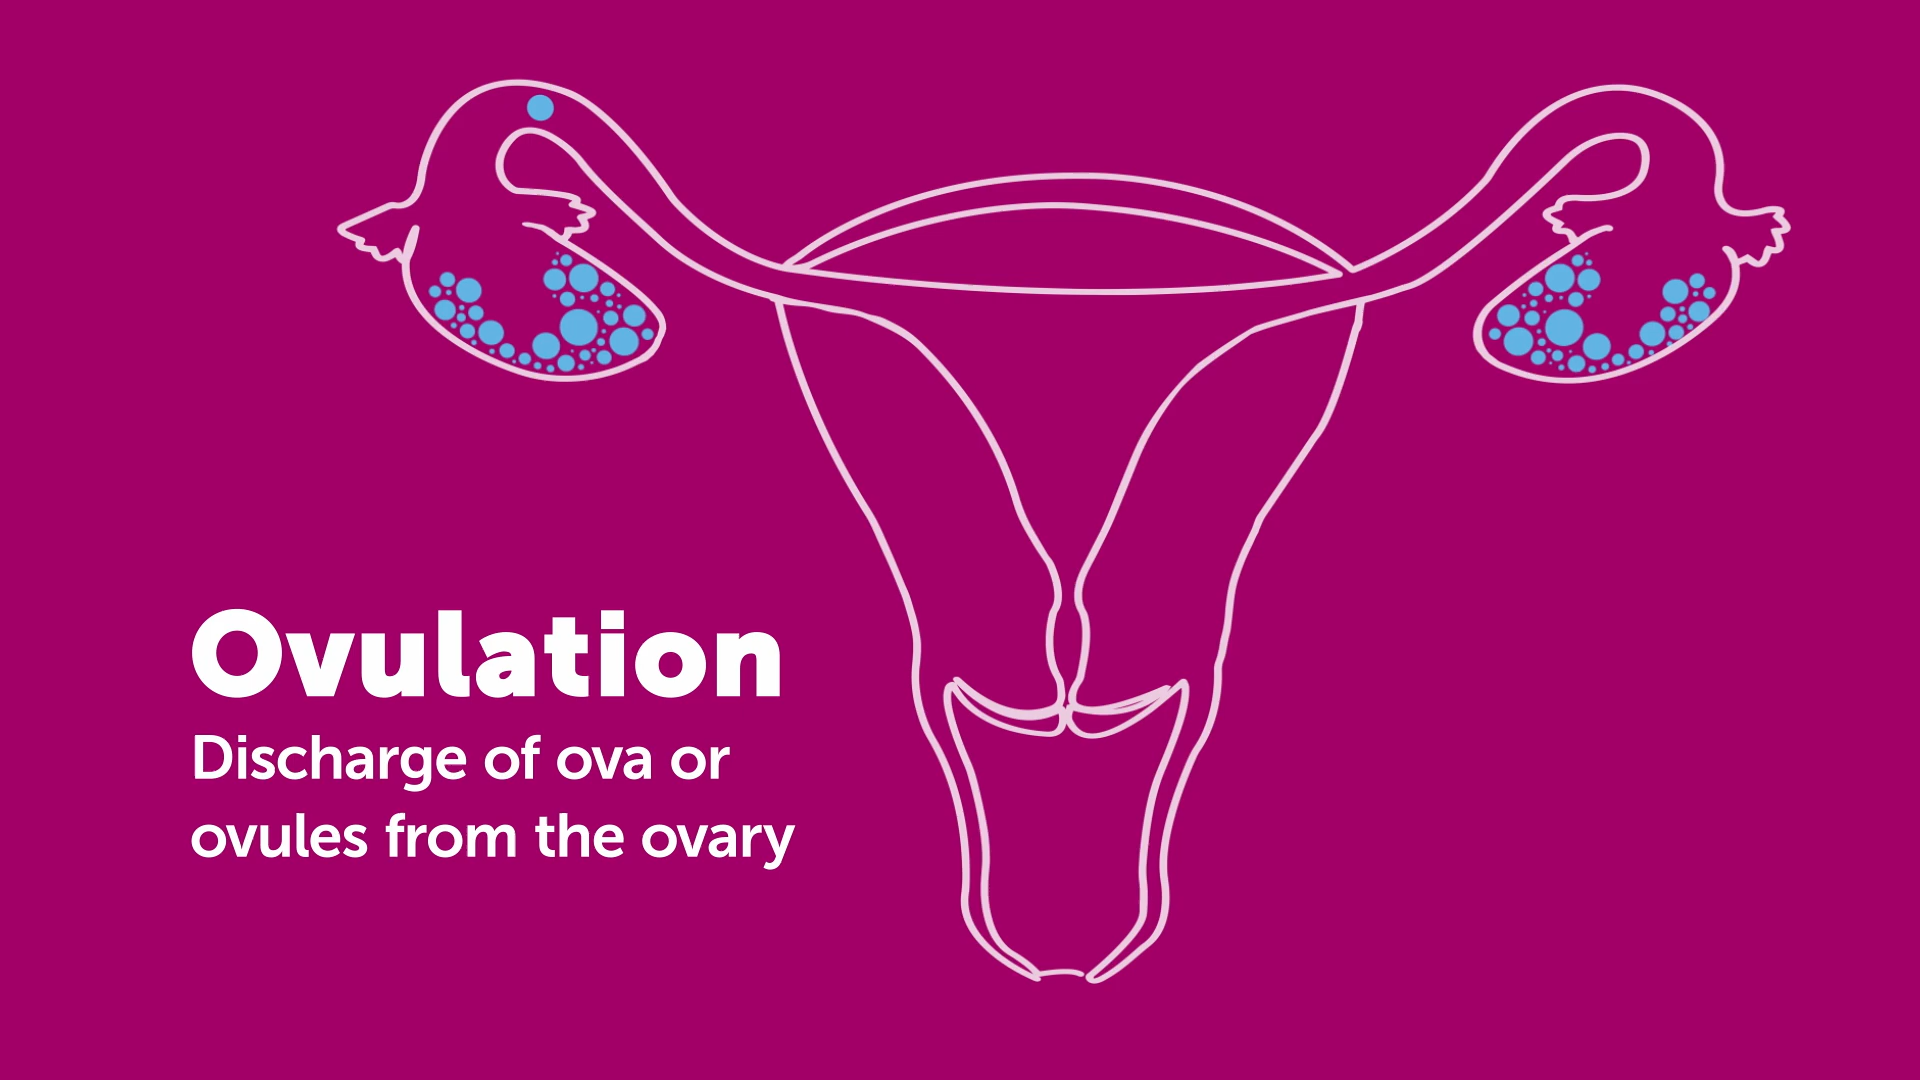 Ovulation
Discharge of ova or
ovules from the ovary